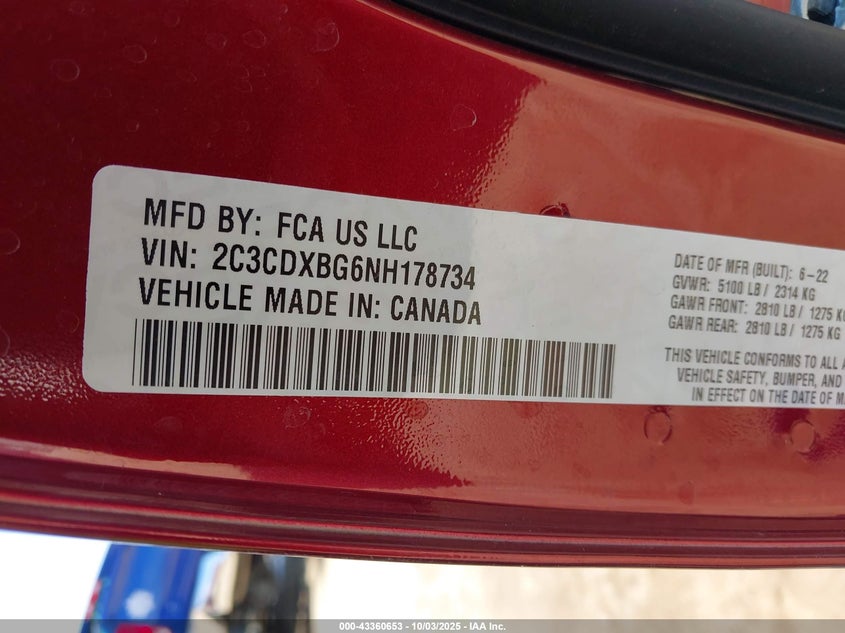 MFD BY: FCA US LLC
VIN: 2C3CDXBG6NH178734
VEHICLE MADE IN: CANADA
DATE OF MFR (BUILT): 6-22
GVWR: 5100 LB / 2314 KG
GAWR FRONT: 2810 LB / 1275 KG
GAWR REAR: 2810 LB / 1275 KG
THIS VEHICLE CONFORMS TO ALL
VEHICLE SAFETY, BUMPER, AND
IN EFFECT ON THE DATE OF
000-43360653 - 10/03/2025 - IAA Inc.